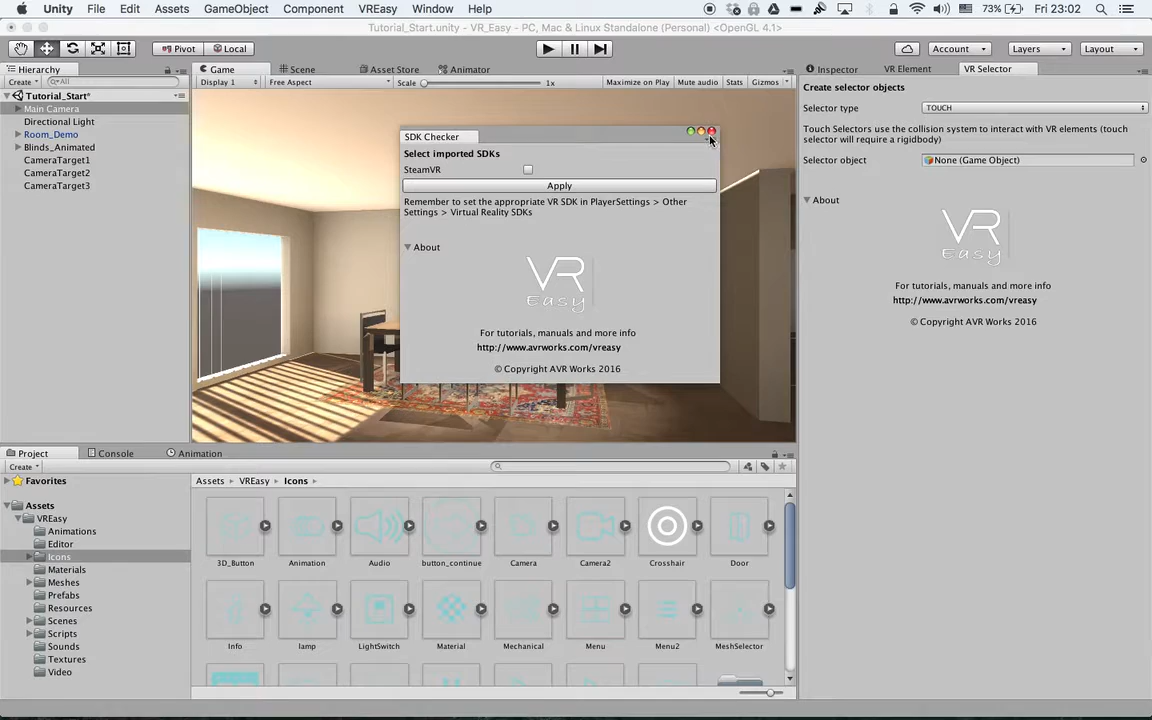 Unity File Edit Assets GameObject Component VREasy Window Help 73% Fri 23:02
Tutorial_Start.unity - VR_Easy - PC, Mac & Linux Standalone (Personal) <OpenGL 4.1>
Pivot Local Account Layers Layout
Hierarchy Game Scene Asset Store Animator Inspector VR Element VR Selector
Create All Display 1 Free Aspect Scale 1x Maximize on Play Mute audio Stats Gizmos
Create selector objects
Tutorial_Start*
Main Camera
Directional Light
Room_Demo
Blinds_Animated
CameraTarget1
CameraTarget2
CameraTarget3
SDK Checker
Select imported SDKs
SteamVR
Apply
Remember to set the appropriate VR SDK in PlayerSettings > Other
Settings > Virtual Reality SDKs
About
VR
Easy
For tutorials, manuals and more info
http://www.avrworks.com/vreasy
© Copyright AVR Works 2016
Selector type TOUCH
Touch Selectors use the collision system to interact with VR elements (touch
selector will require a rigidbody)
Selector object None (Game Object)
About
VR
Easy
For tutorials, manuals and more info
http://www.avrworks.com/vreasy
© Copyright AVR Works 2016
Project Console Animation
Create
Favorites
Assets
VREasy
Animations
Editor
Icons
Materials
Meshes
Prefabs
Resources
Scenes
Scripts
Sounds
Textures
Video
Assets VREasy Icons
3D_Button Animation Audio button_continue Camera Camera2 Crosshair Door
Info lamp LightSwitch Material Mechanical Menu Menu2 MeshSelector